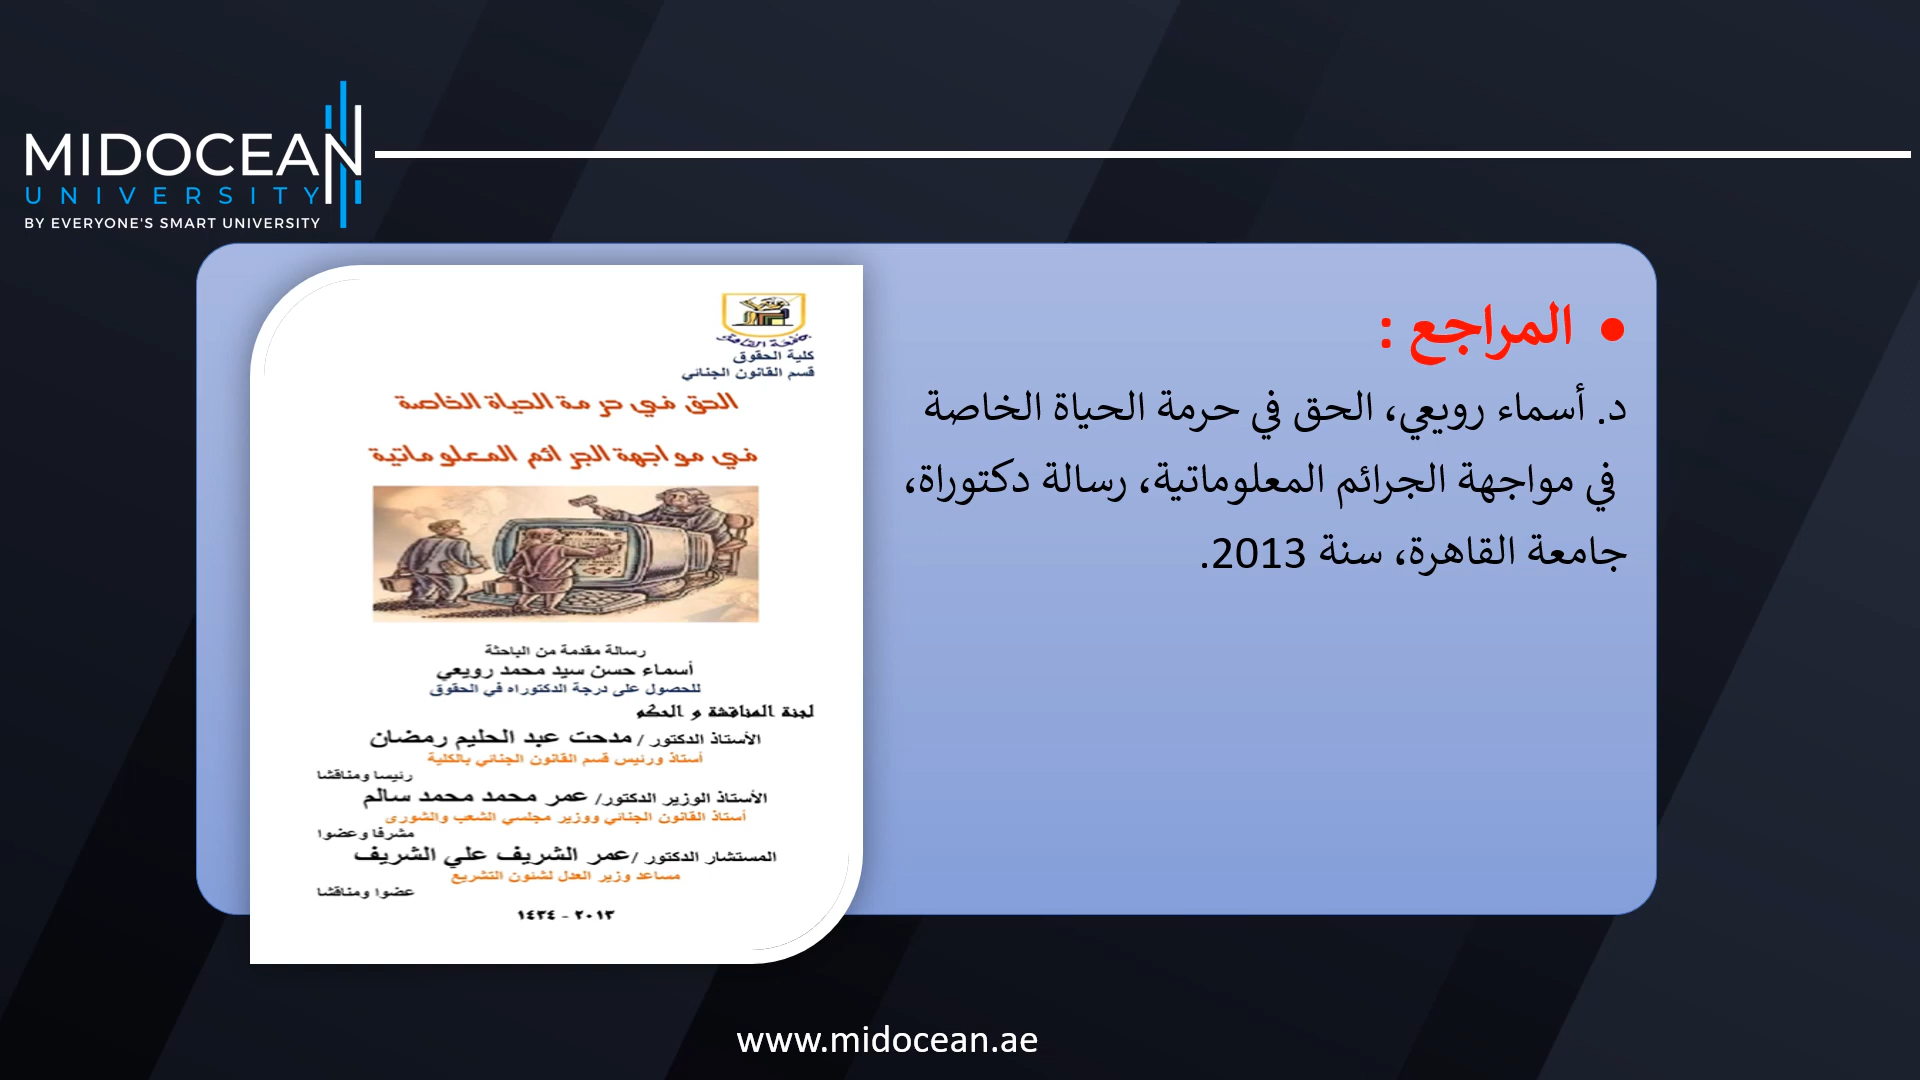 MIDOCEAN
UNIVERSITY
BY EVERYONE'S SMART UNIVERSITY
• المراجع :
د. أسماء رويعي، الحق في حرمة الحياة الخاصة
في مواجهة الجرائم المعلوماتية، رسالة دكتوراة،
جامعة القاهرة، سنة 2013.
جامعة القاهرة
كلية الحقوق
قسم القانون الجنائي
الحق في حرمة الحياة الخاصة
في مواجهة الجرائم المعلوماتية
رسالة مقدمة من الباحثة
أسماء حسن سيد محمد رويعي
للحصول على درجة الدكتوراه في الحقوق
لجنة المناقشة و الحكم
الأستاذ الدكتور / مدحت عبد الحليم رمضان
أستاذ ورئيس قسم القانون الجنائي بالكلية
رئيسا ومناقشا
الأستاذ الوزير الدكتور/ عمر محمد محمد سالم
أستاذ القانون الجنائي ووزير مجلسي الشعب والشورى
مشرفا وعضوا
المستشار الدكتور /عمر الشريف علي الشريف
مساعد وزير العدل لشئون التشريع
عضوا ومناقشا
٢٠١٣ - ١٤٣٤
www.midocean.ae